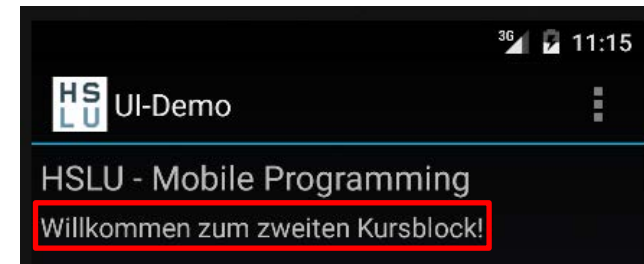 3G 11:15
HS
LU UI-Demo
HSLU - Mobile Programming
Willkommen zum zweiten Kursblock!